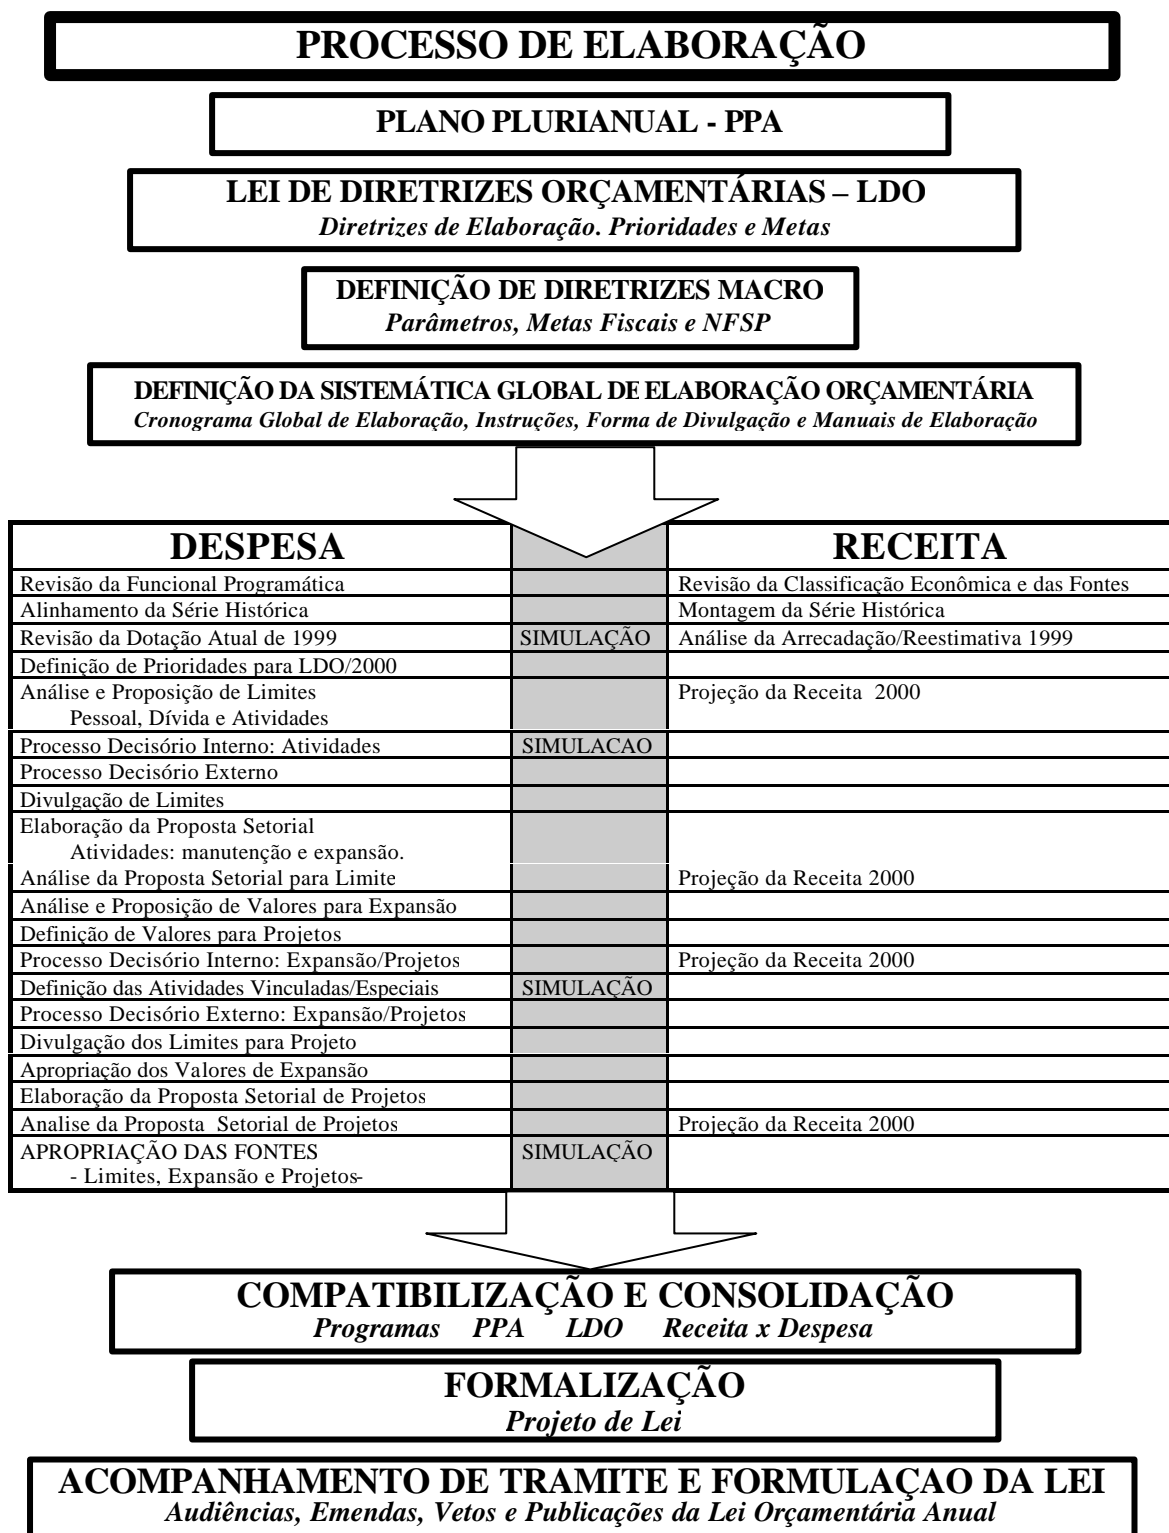 PROCESSO DE ELABORAÇÃO
PLANO PLURIANUAL - PPA
LEI DE DIRETRIZES ORÇAMENTÁRIAS – LDO
Diretrizes de Elaboração. Prioridades e Metas
DEFINIÇÃO DE DIRETRIZES MACRO
Parâmetros, Metas Fiscais e NFSP
DEFINIÇÃO DA SISTEMÁTICA GLOBAL DE ELABORAÇÃO ORÇAMENTÁRIA
Cronograma Global de Elaboração, Instruções, Forma de Divulgação e Manuais de Elaboração
DESPESA RECEITA
Revisão da Funcional Programática Revisão da Classificação Econômica e das Fontes
Alinhamento da Série Histórica Montagem da Série Histórica
Revisão da Dotação Atual de 1999 SIMULAÇÃO Análise da Arrecadação/Reestimativa 1999
Definição de Prioridades para LDO/2000
Análise e Proposição de Limites Projeção da Receita 2000
Pessoal, Dívida e Atividades
Processo Decisório Interno: Atividades SIMULACAO
Processo Decisório Externo
Divulgação de Limites
Elaboração da Proposta Setorial
Atividades: manutenção e expansão.
Análise da Proposta Setorial para Limite Projeção da Receita 2000
Análise e Proposição de Valores para Expansão
Definição de Valores para Projetos
Processo Decisório Interno: Expansão/Projetos Projeção da Receita 2000
Definição das Atividades Vinculadas/Especiais SIMULAÇÃO
Processo Decisório Externo: Expansão/Projetos
Divulgação dos Limites para Projeto
Apropriação dos Valores de Expansão
Elaboração da Proposta Setorial de Projetos
Analise da Proposta Setorial de Projetos Projeção da Receita 2000
APROPRIAÇÃO DAS FONTES SIMULAÇÃO
- Limites, Expansão e Projetos-
COMPATIBILIZAÇÃO E CONSOLIDAÇÃO
Programas PPA LDO Receita x Despesa
FORMALIZAÇÃO
Projeto de Lei
ACOMPANHAMENTO DE TRAMITE E FORMULAÇAO DA LEI
Audiências, Emendas, Vetos e Publicações da Lei Orçamentária Anual